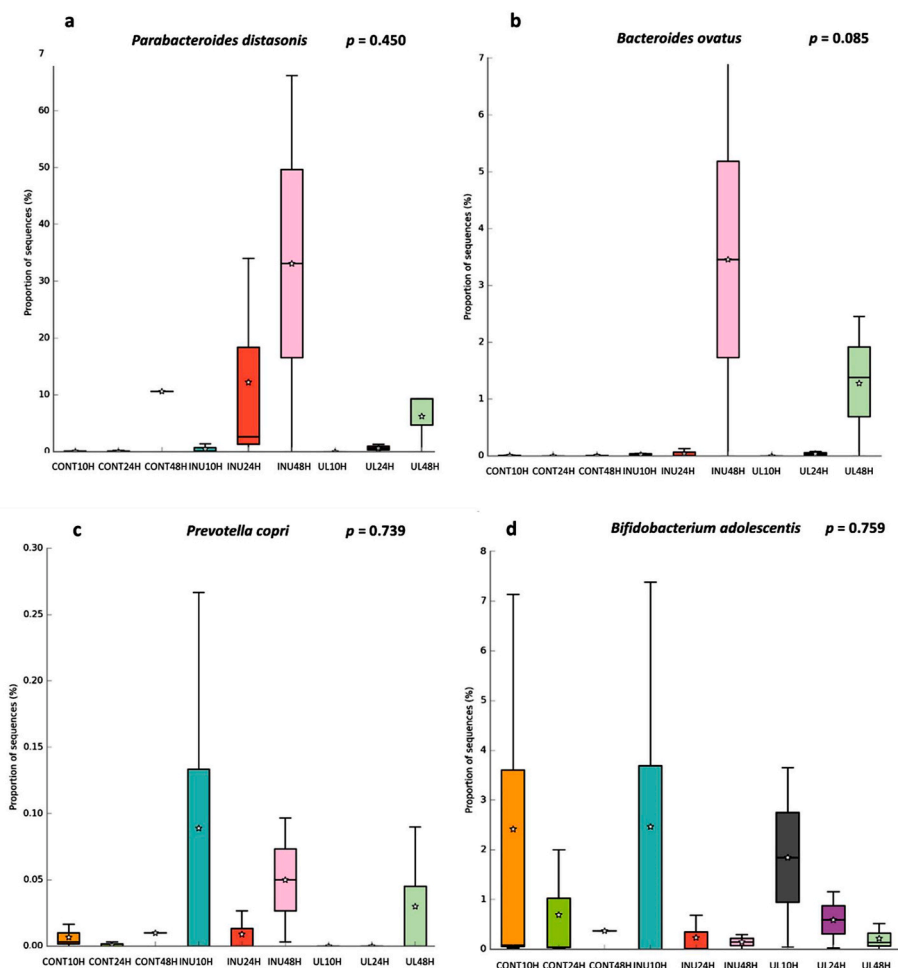 a
Parabacteroides distasonis p = 0.450
7
60
50
40
30
20
10
0
Proportion of sequences (%)
CONT10H CONT24H CONT48H INU10H INU24H INU48H UL10H UL24H UL48H
b
Bacteroides ovatus p = 0.085
7
6
5
4
3
2
1
0
Proportion of sequences (%)
CONT10H CONT24H CONT48H INU10H INU24H INU48H UL10H UL24H UL48H
c
Prevotella copri p = 0.739
0.30
0.25
0.20
0.15
0.10
0.05
0.00
Proportion of sequences (%)
CONT10H CONT24H CONT48H INU10H INU24H INU48H UL10H UL24H UL48H
d
Bifidobacterium adolescentis p = 0.759
8
7
6
5
4
3
2
1
0
Proportion of sequences (%)
CONT10H CONT24H CONT48H INU10H INU24H INU48H UL10H UL24H UL48H